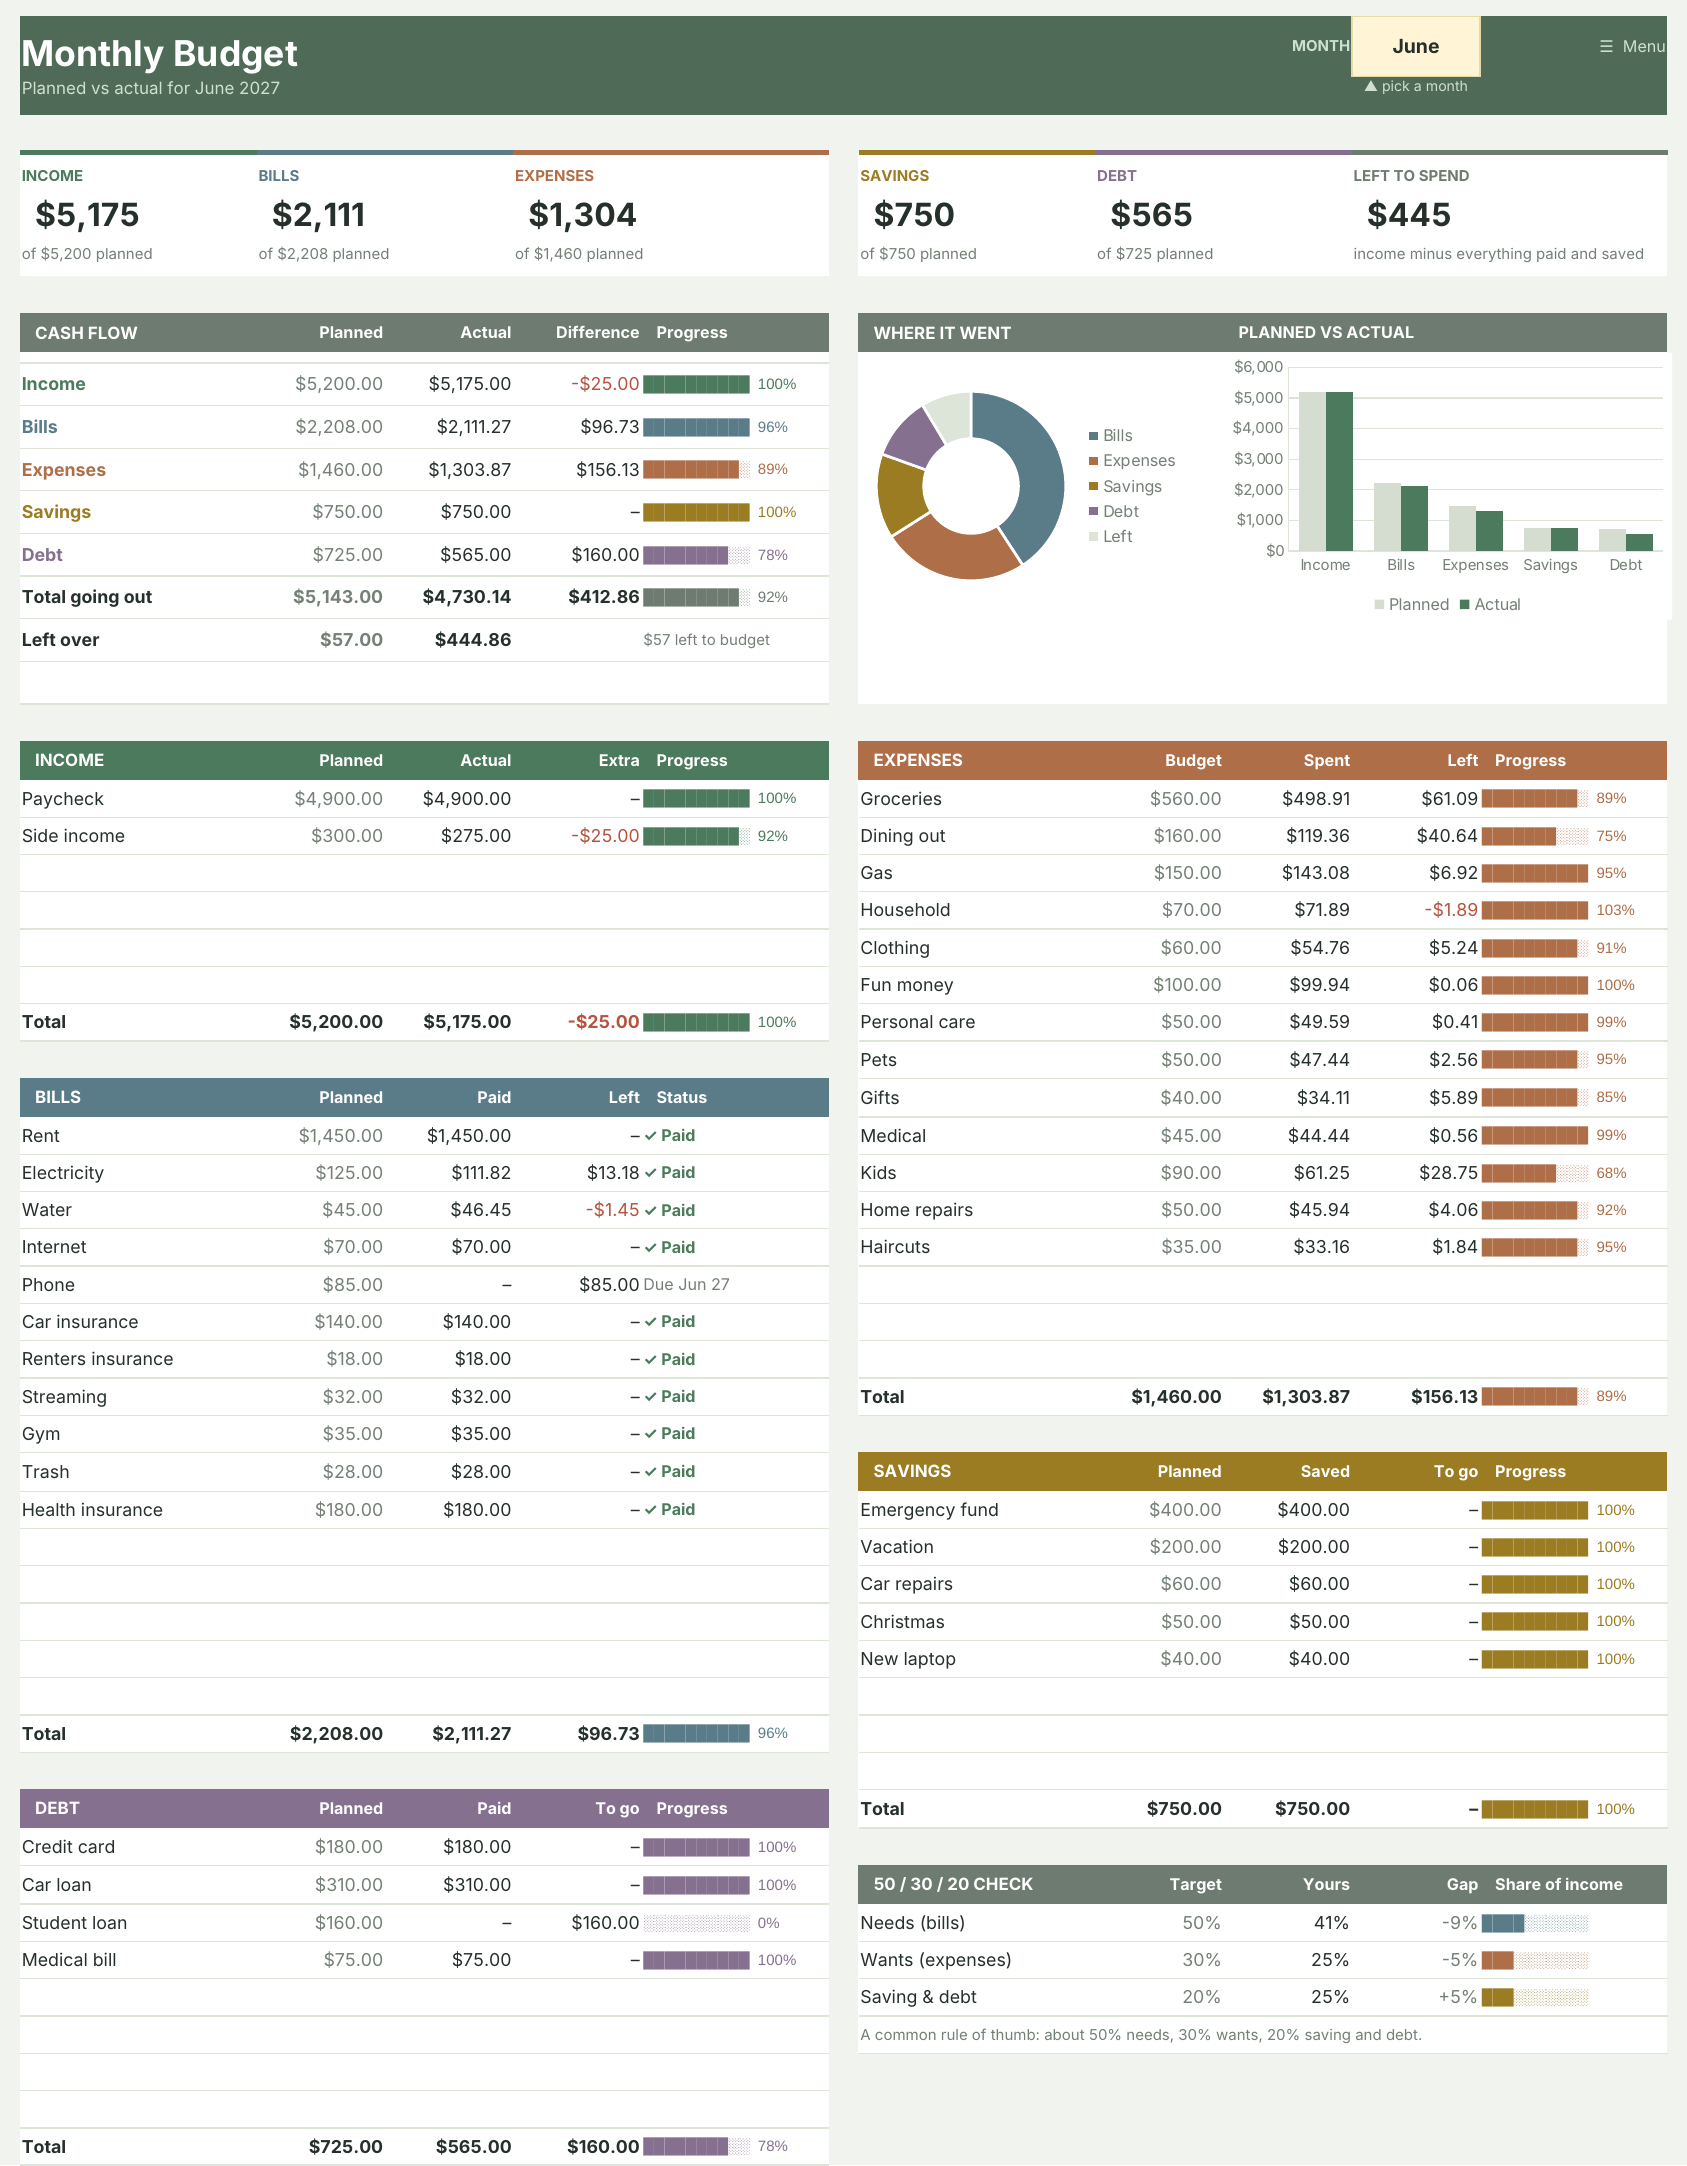 Monthly Budget
MONTH June ☰ Menu
Planned vs actual for June 2027
▲ pick a month
INCOME BILLS EXPENSES
$5,175 $2,111 $1,304
of $5,200 planned of $2,208 planned of $1,460 planned
SAVINGS DEBT LEFT TO SPEND
$750 $565 $445
of $750 planned of $725 planned income minus everything paid and saved
CASH FLOW Planned Actual Difference Progress
Income $5,200.00 $5,175.00 -$25.00 100%
Bills $2,208.00 $2,111.27 $96.73 96%
Expenses $1,460.00 $1,303.87 $156.13 89%
Savings $750.00 $750.00 – 100%
Debt $725.00 $565.00 $160.00 78%
Total going out $5,143.00 $4,730.14 $412.86 92%
Left over $57.00 $444.86 $57 left to budget
WHERE IT WENT
Bills
Expenses
Savings
Debt
Left
PLANNED VS ACTUAL
$6,000
$5,000
$4,000
$3,000
$2,000
$1,000
$0
Income Bills Expenses Savings Debt
Planned Actual
INCOME Planned Actual Extra Progress
Paycheck $4,900.00 $4,900.00 – 100%
Side income $300.00 $275.00 -$25.00 92%
Total $5,200.00 $5,175.00 -$25.00 100%
BILLS Planned Paid Left Status
Rent $1,450.00 $1,450.00 – ✓ Paid
Electricity $125.00 $111.82 $13.18 ✓ Paid
Water $45.00 $46.45 -$1.45 ✓ Paid
Internet $70.00 $70.00 – ✓ Paid
Phone $85.00 – $85.00 Due Jun 27
Car insurance $140.00 $140.00 – ✓ Paid
Renters insurance $18.00 $18.00 – ✓ Paid
Streaming $32.00 $32.00 – ✓ Paid
Gym $35.00 $35.00 – ✓ Paid
Trash $28.00 $28.00 – ✓ Paid
Health insurance $180.00 $180.00 – ✓ Paid
Total $2,208.00 $2,111.27 $96.73 96%
DEBT Planned Paid To go Progress
Credit card $180.00 $180.00 – 100%
Car loan $310.00 $310.00 – 100%
Student loan $160.00 – $160.00 0%
Medical bill $75.00 $75.00 – 100%
Total $725.00 $565.00 $160.00 78%
EXPENSES Budget Spent Left Progress
Groceries $560.00 $498.91 $61.09 89%
Dining out $160.00 $119.36 $40.64 75%
Gas $150.00 $143.08 $6.92 95%
Household $70.00 $71.89 -$1.89 103%
Clothing $60.00 $54.76 $5.24 91%
Fun money $100.00 $99.94 $0.06 100%
Personal care $50.00 $49.59 $0.41 99%
Pets $50.00 $47.44 $2.56 95%
Gifts $40.00 $34.11 $5.89 85%
Medical $45.00 $44.44 $0.56 99%
Kids $90.00 $61.25 $28.75 68%
Home repairs $50.00 $45.94 $4.06 92%
Haircuts $35.00 $33.16 $1.84 95%
Total $1,460.00 $1,303.87 $156.13 89%
SAVINGS Planned Saved To go Progress
Emergency fund $400.00 $400.00 – 100%
Vacation $200.00 $200.00 – 100%
Car repairs $60.00 $60.00 – 100%
Christmas $50.00 $50.00 – 100%
New laptop $40.00 $40.00 – 100%
Total $750.00 $750.00 – 100%
50 / 30 / 20 CHECK Target Yours Gap Share of income
Needs (bills) 50% 41% -9%
Wants (expenses) 30% 25% -5%
Saving & debt 20% 25% +5%
A common rule of thumb: about 50% needs, 30% wants, 20% saving and debt.